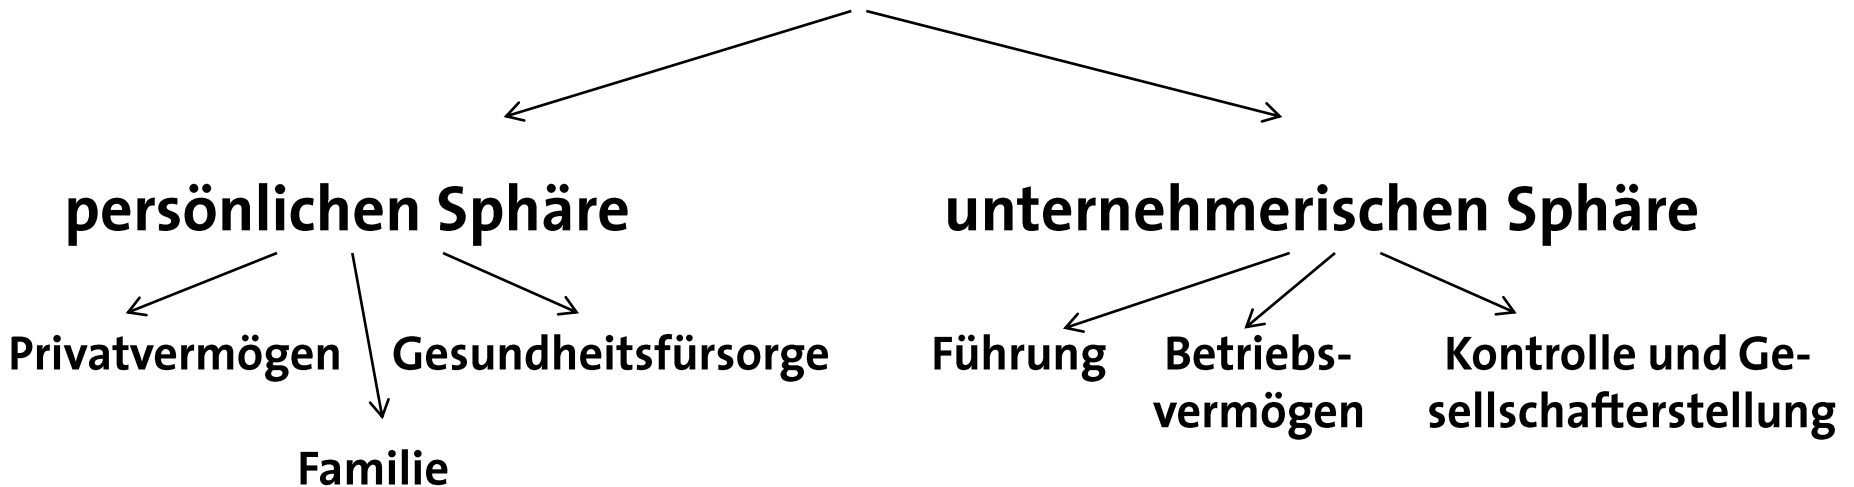 persönlichen Sphäre
unternehmerischen Sphäre
Privatvermögen
Gesundheitsfürsorge
Familie
Führung
Betriebs-
vermögen
Kontrolle und Ge-
sellschafterstellung